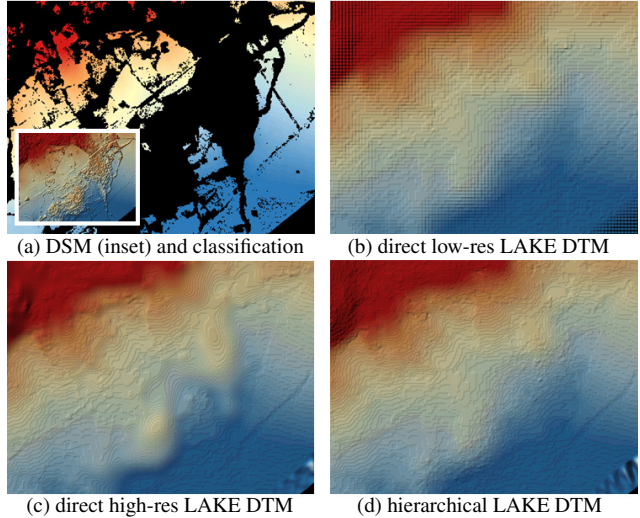 (a) DSM (inset) and classification
(b) direct low-res LAKE DTM
(c) direct high-res LAKE DTM
(d) hierarchical LAKE DTM